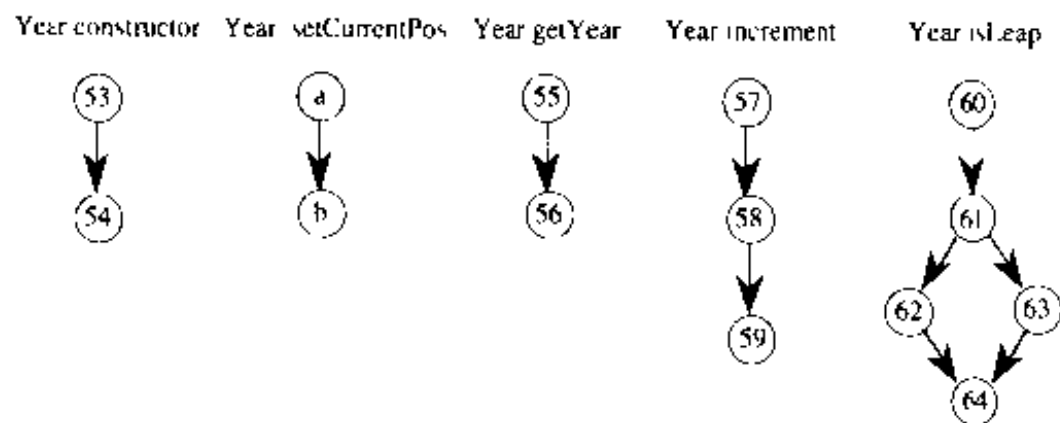 Year constructor Year setCurrentPos Year getYear Year increment Year isLeap
53 a 55 57 60
54 b 56 58 61
62 63
59
64